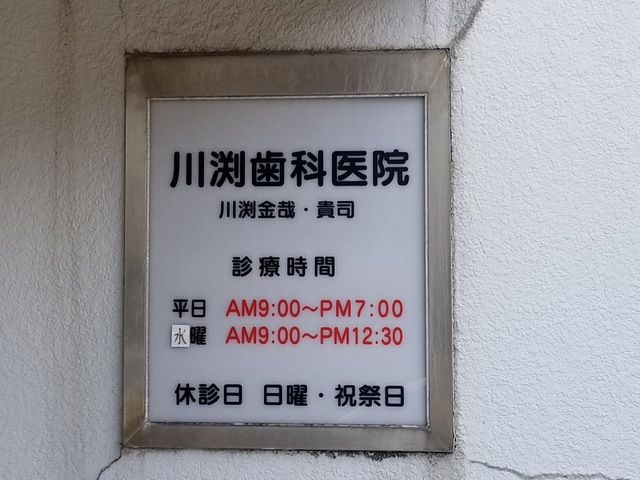 川渕歯科医院
川渕金哉・貴司
診療時間
平日 AM9:00〜PM7:00
水曜 AM9:00〜PM12:30
休診日 日曜・祝祭日